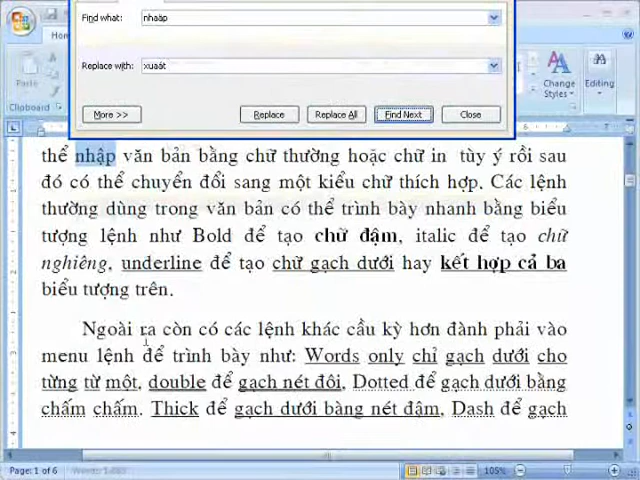 Find what: nhaäp
Replace with: xuaát
More >> Replace Replace All Find Next Close
Hom
Paste
Change Styles
Editing
Clipboard
Styles
thể nhập văn bản bằng chữ thường hoặc chữ in tùy ý rồi sau
đó có thể chuyển đổi sang một kiểu chữ thích hợp. Các lệnh
thường dùng trong văn bản có thể trình bày nhanh bằng biểu
tượng lệnh như Bold để tạo chữ đậm, italic để tạo chữ
nghiêng, underline để tạo chữ gạch dưới hay kết hợp cả ba
biểu tượng trên.
Ngoài ra còn có các lệnh khác cầu kỳ hơn đành phải vào
menu lệnh để trình bày như: Words only chỉ gạch dưới cho
từng từ một, double để gạch nét đôi, Dotted để gạch dưới bằng
chấm chấm. Thick để gạch dưới bàng nét đậm, Dash để gạch
Page: 1 of 6
105%